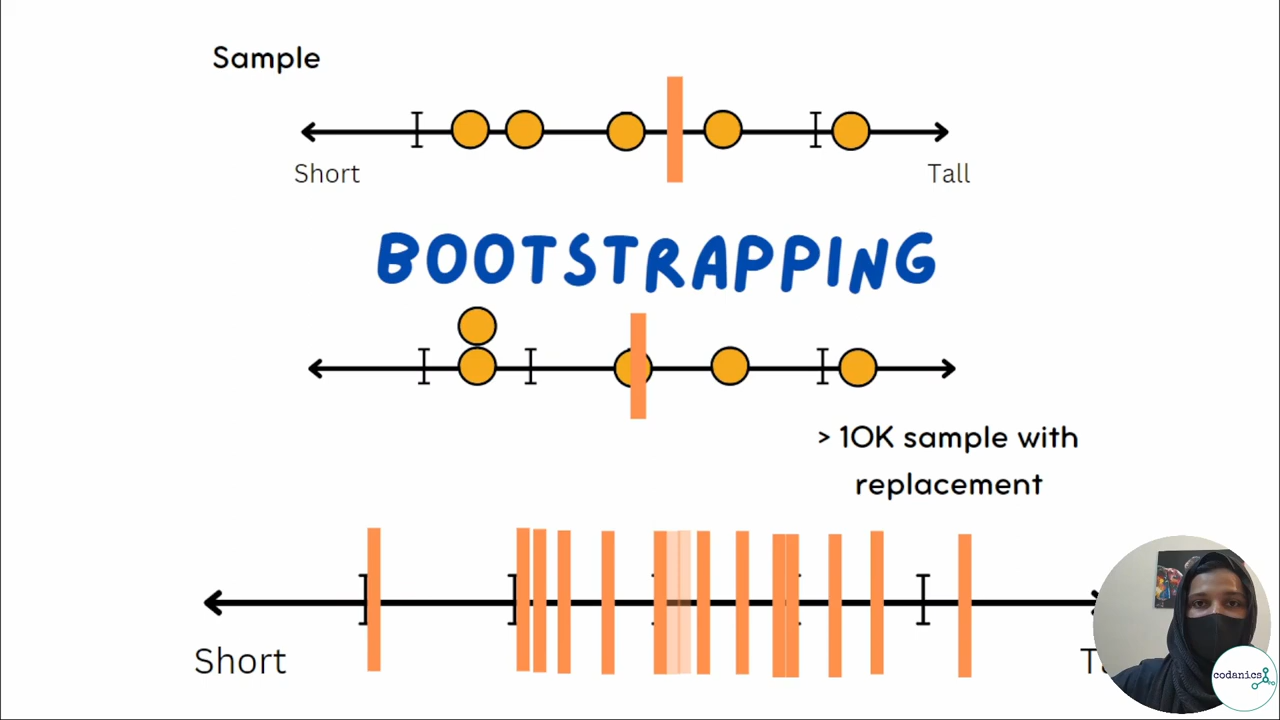 Sample
Short
Tall
BOOTSTRAPPING
> 10K sample with
replacement
Short
codanics